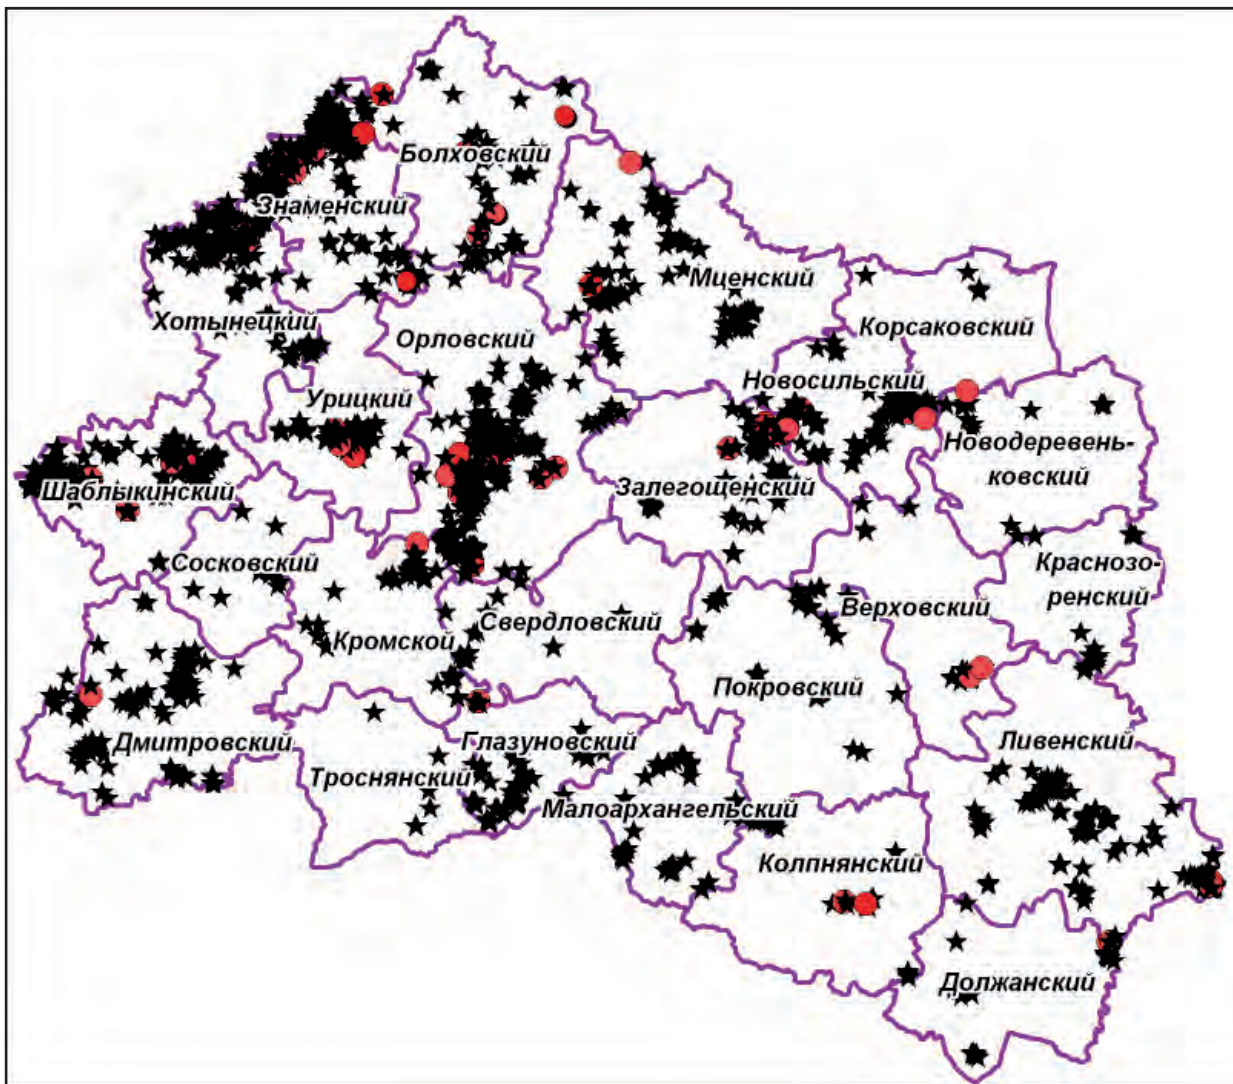 Болховский
Знаменский
Мценский
Хотынецкий
Орловский
Корсаковский
Новосильский
Урицкий
Новодеревень-
ковский
Шаблыкинский
Залегощенский
Сосковский
Краснозо-
ренский
Верховский
Свердловский
Кромской
Покровский
Дмитровский
Глазуновский
Ливенский
Троснянский
Малоархангельский
Колпнянский
Должанский